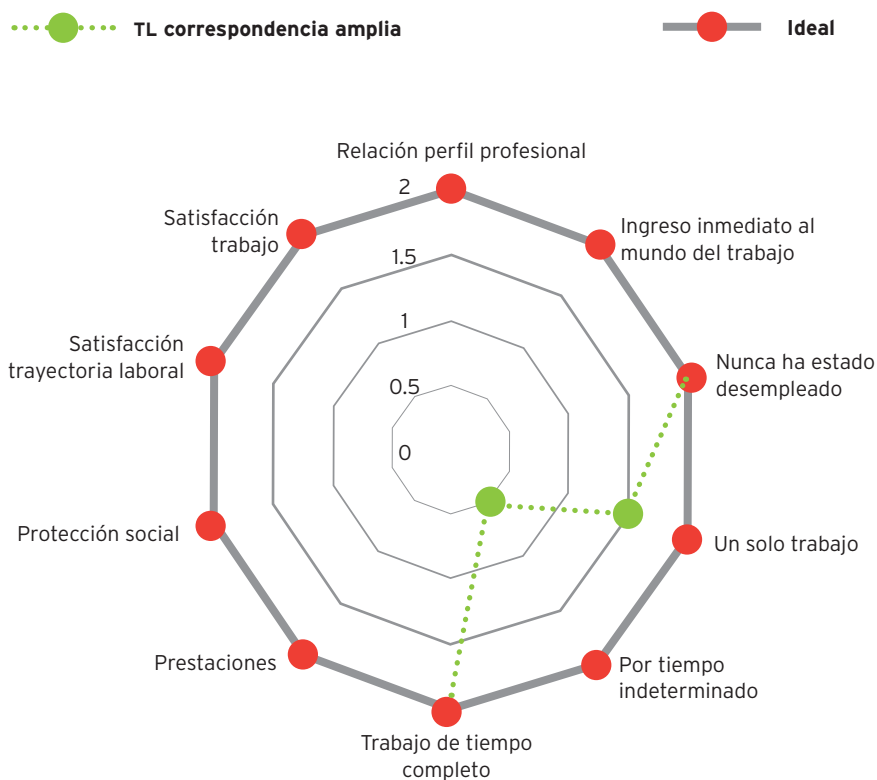 TL correspondencia amplia
Ideal
Relación perfil profesional
2
Satisfacción
trabajo
Ingreso inmediato al
mundo del trabajo
1.5
Satisfacción
trayectoria laboral
1
Nunca ha estado
desempleado
0.5
0
Protección social
Un solo trabajo
Prestaciones
Por tiempo
indeterminado
Trabajo de tiempo
completo